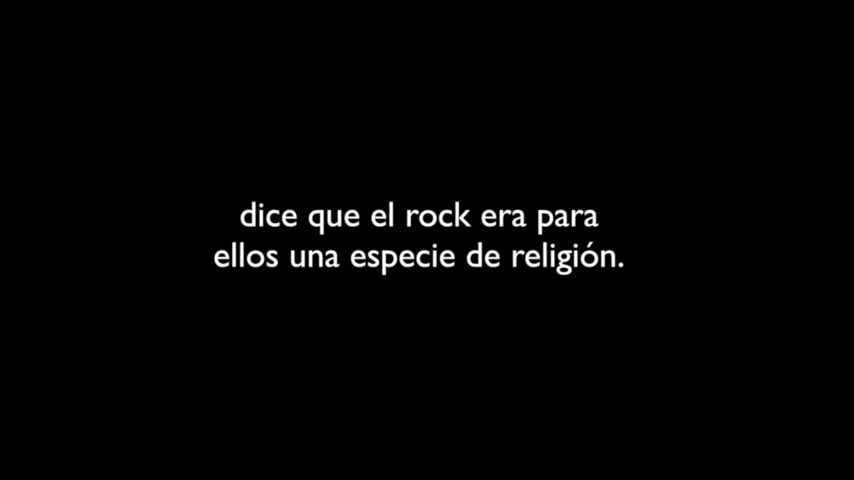 dice que el rock era para
ellos una especie de religión.